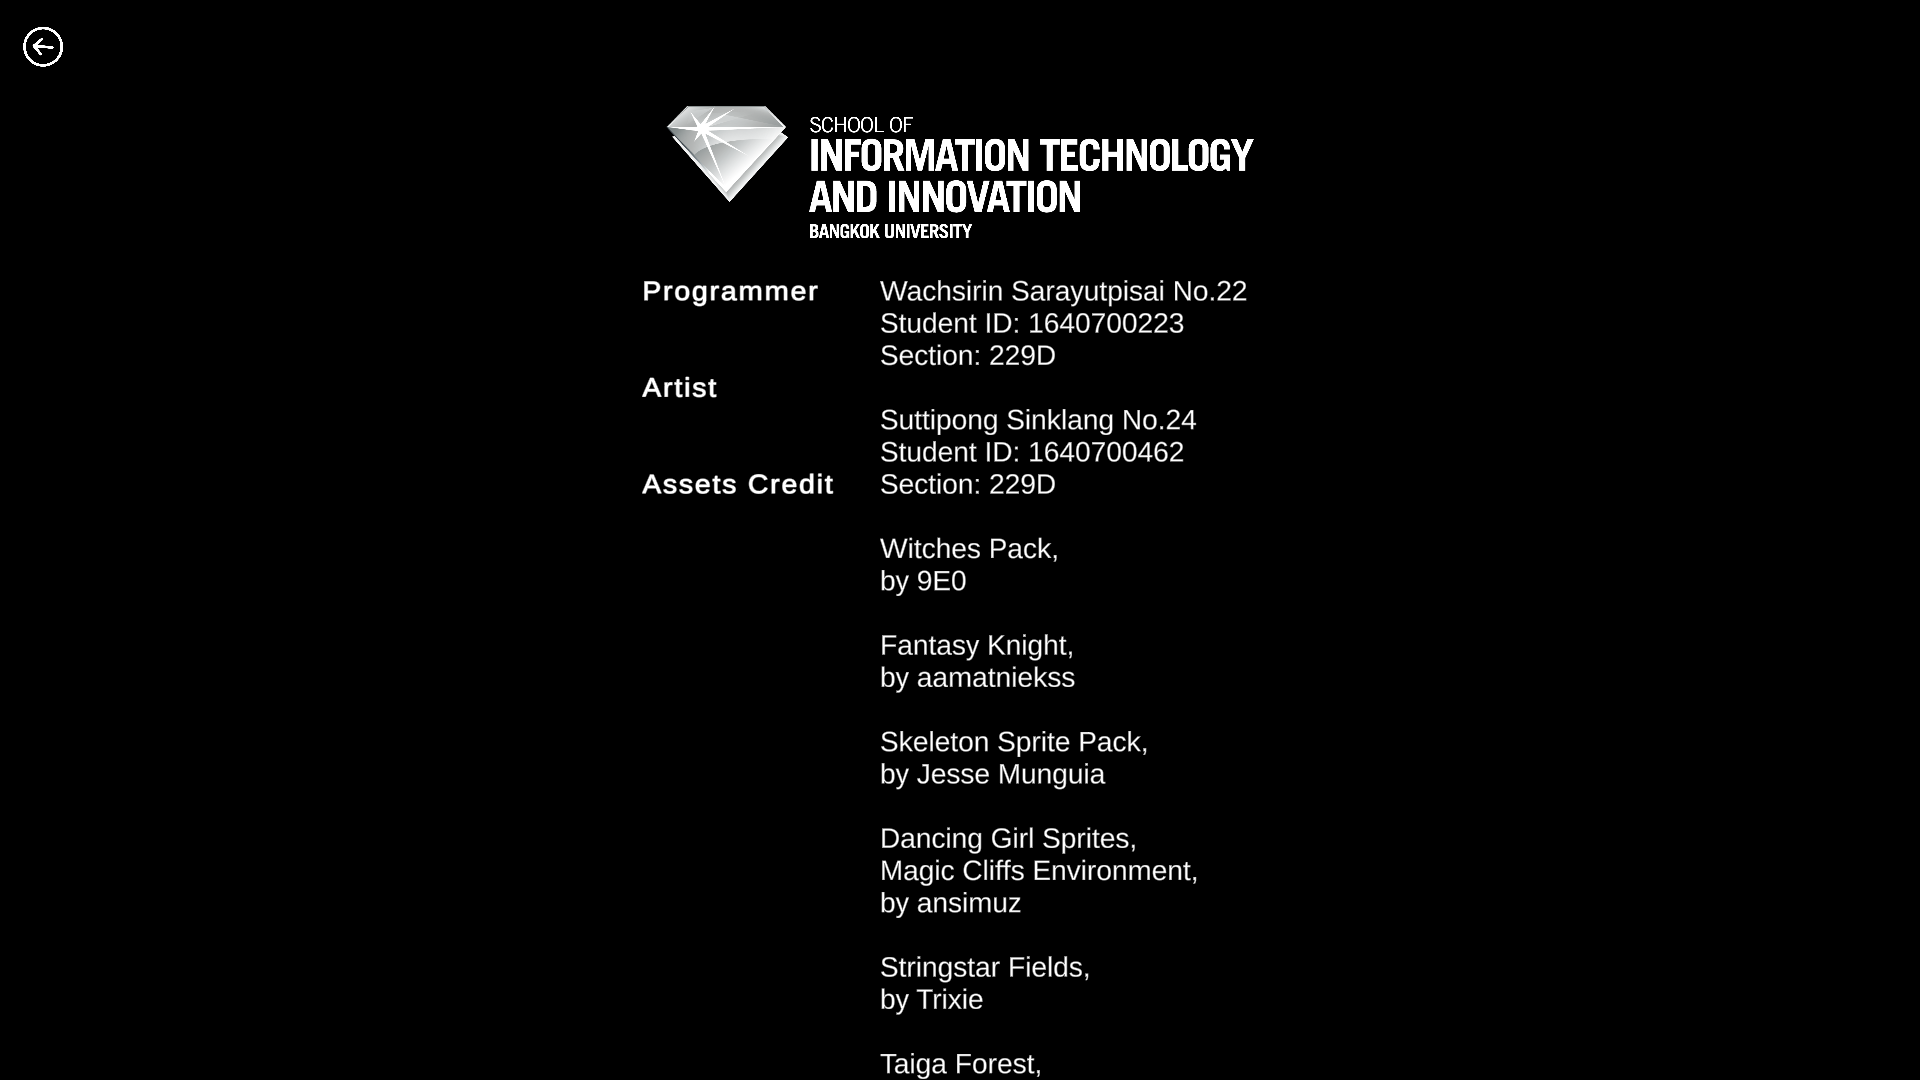 SCHOOL OF
INFORMATION TECHNOLOGY
AND INNOVATION
BANGKOK UNIVERSITY
Programmer
Wachsirin Sarayutpisai No.22
Student ID: 1640700223
Section: 229D
Artist
Suttipong Sinklang No.24
Student ID: 1640700462
Assets Credit
Section: 229D
Witches Pack,
by 9E0
Fantasy Knight,
by aamatniekss
Skeleton Sprite Pack,
by Jesse Munguia
Dancing Girl Sprites,
Magic Cliffs Environment,
by ansimuz
Stringstar Fields,
by Trixie
Taiga Forest,